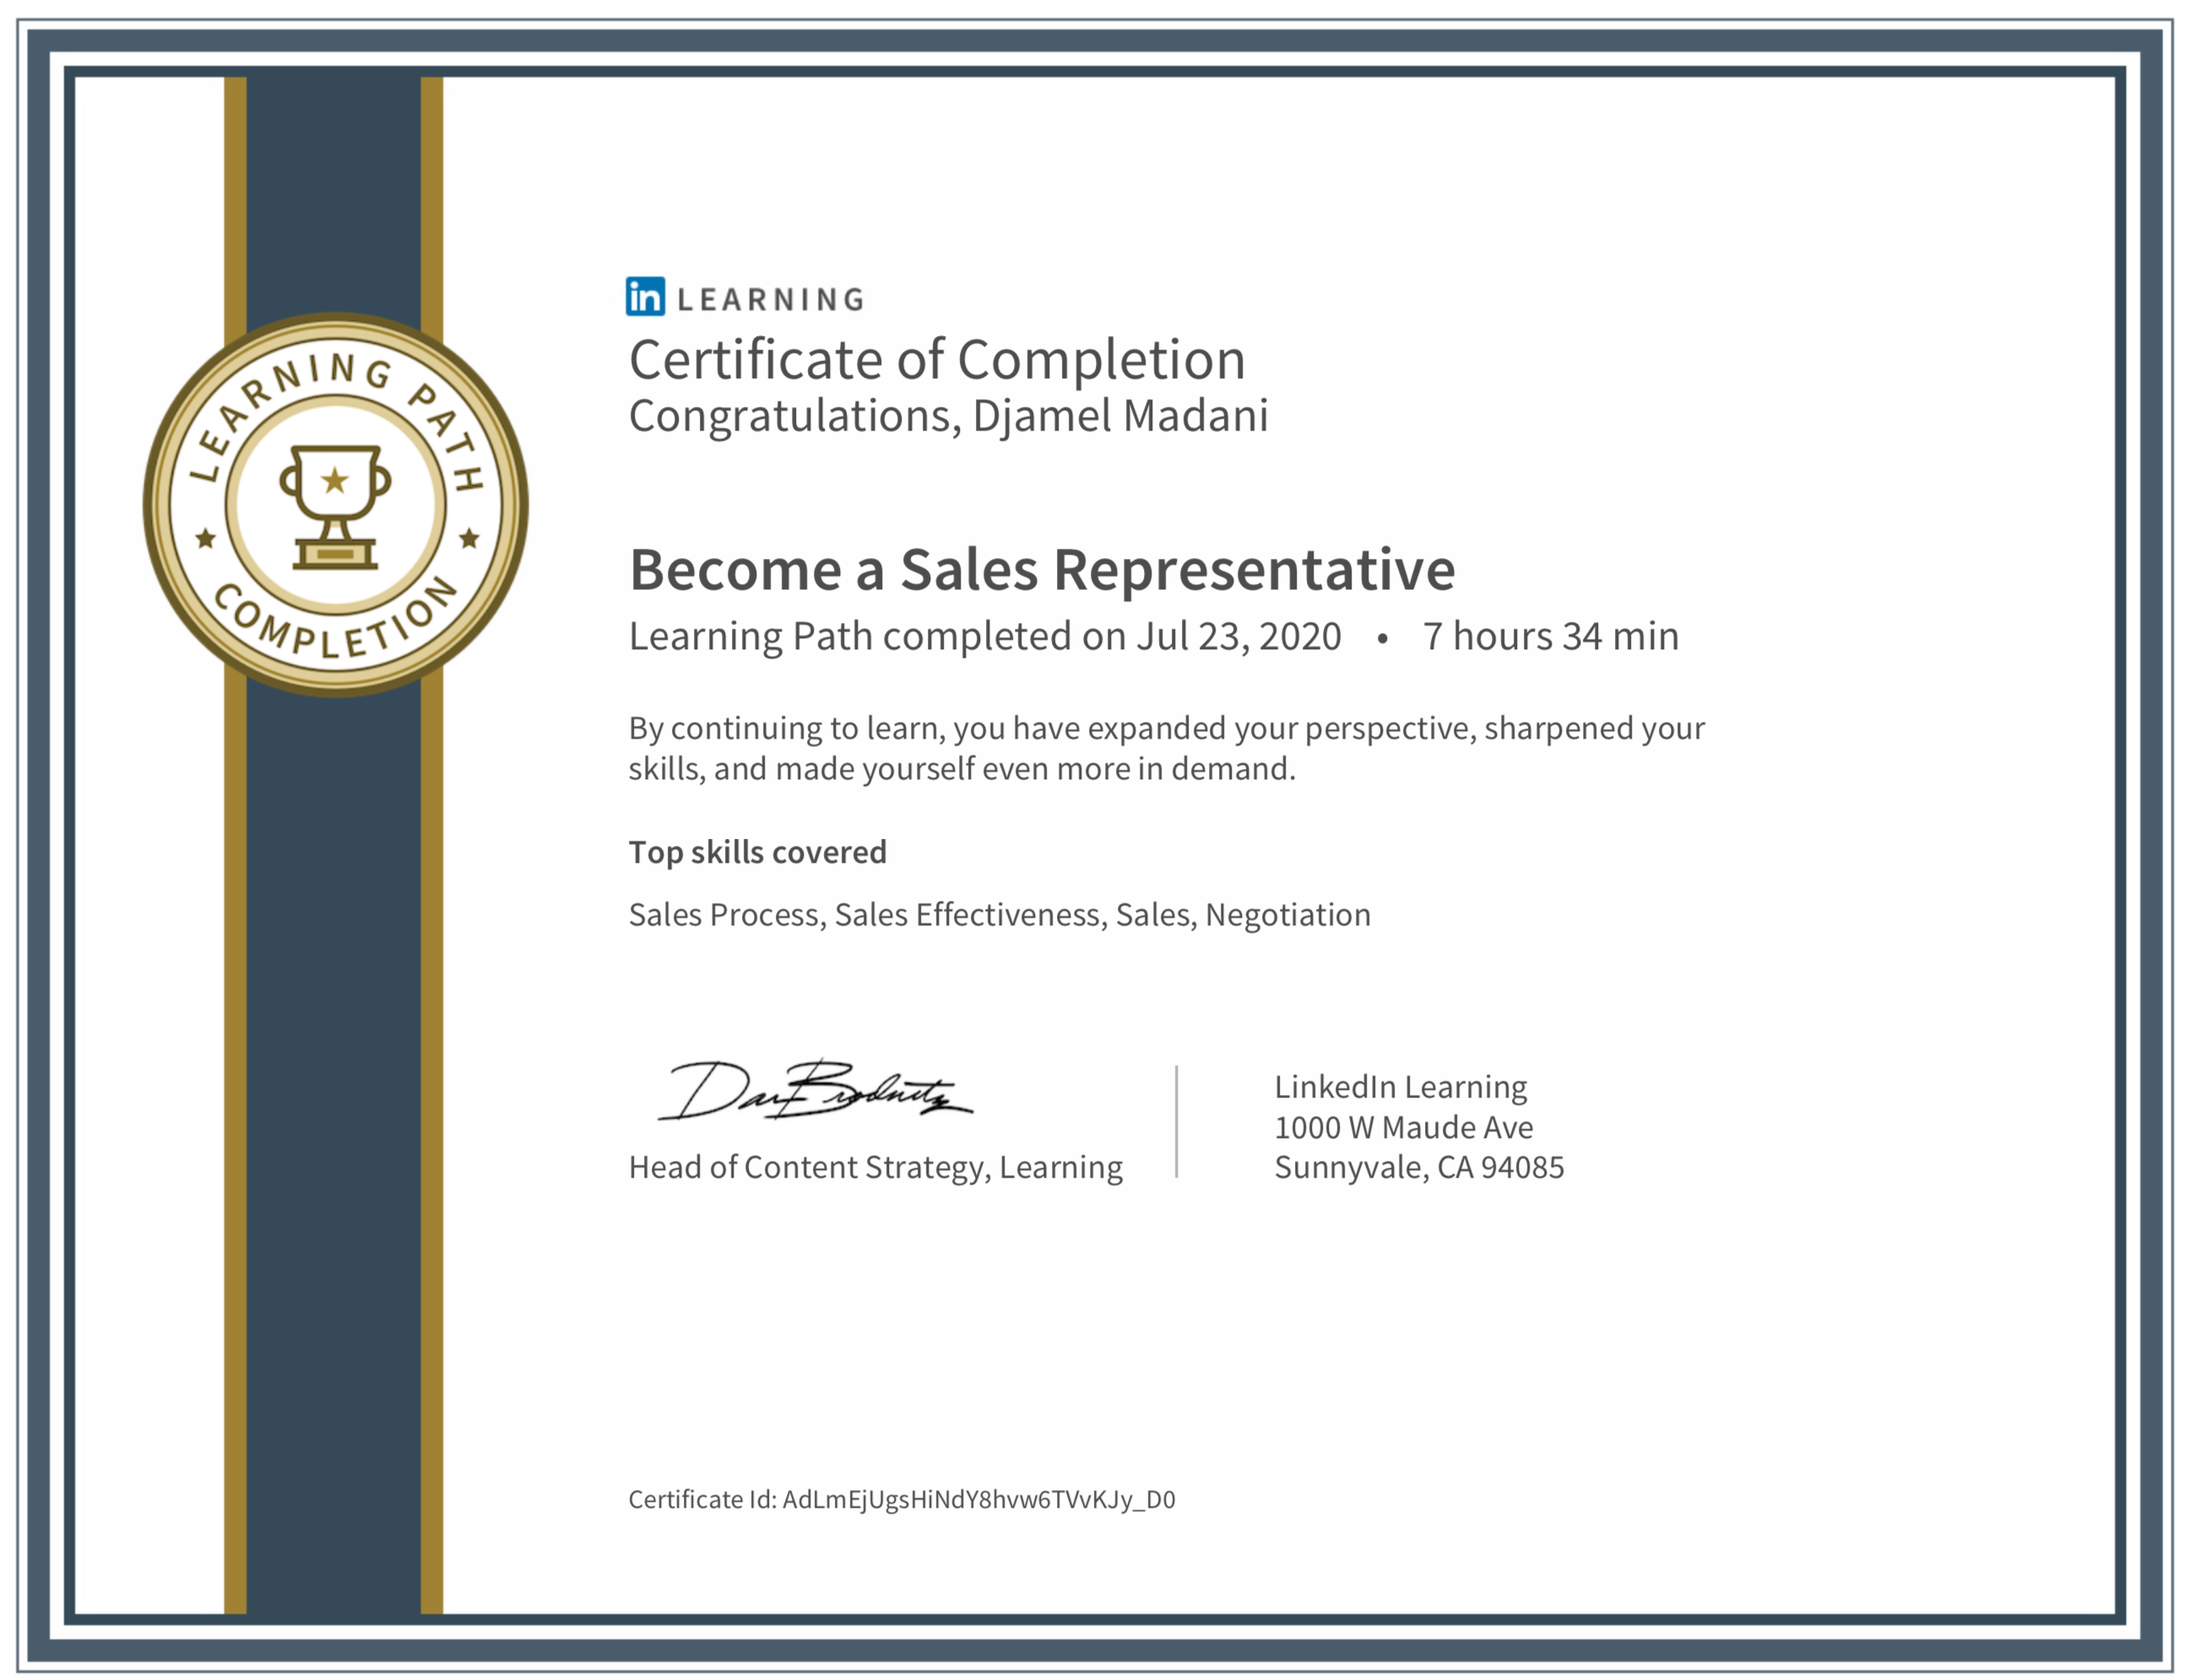 LEARNING PATH
COMPLETION
in LEARNING
Certificate of Completion
Congratulations, Djamel Madani
Become a Sales Representative
Learning Path completed on Jul 23, 2020 • 7 hours 34 min
By continuing to learn, you have expanded your perspective, sharpened your
skills, and made yourself even more in demand.
Top skills covered
Sales Process, Sales Effectiveness, Sales, Negotiation
Dan Brodnitz
Head of Content Strategy, Learning
LinkedIn Learning
1000 W Maude Ave
Sunnyvale, CA 94085
Certificate Id: AdLmEjUgsHiNdY8hvw6TVvKJy_D0